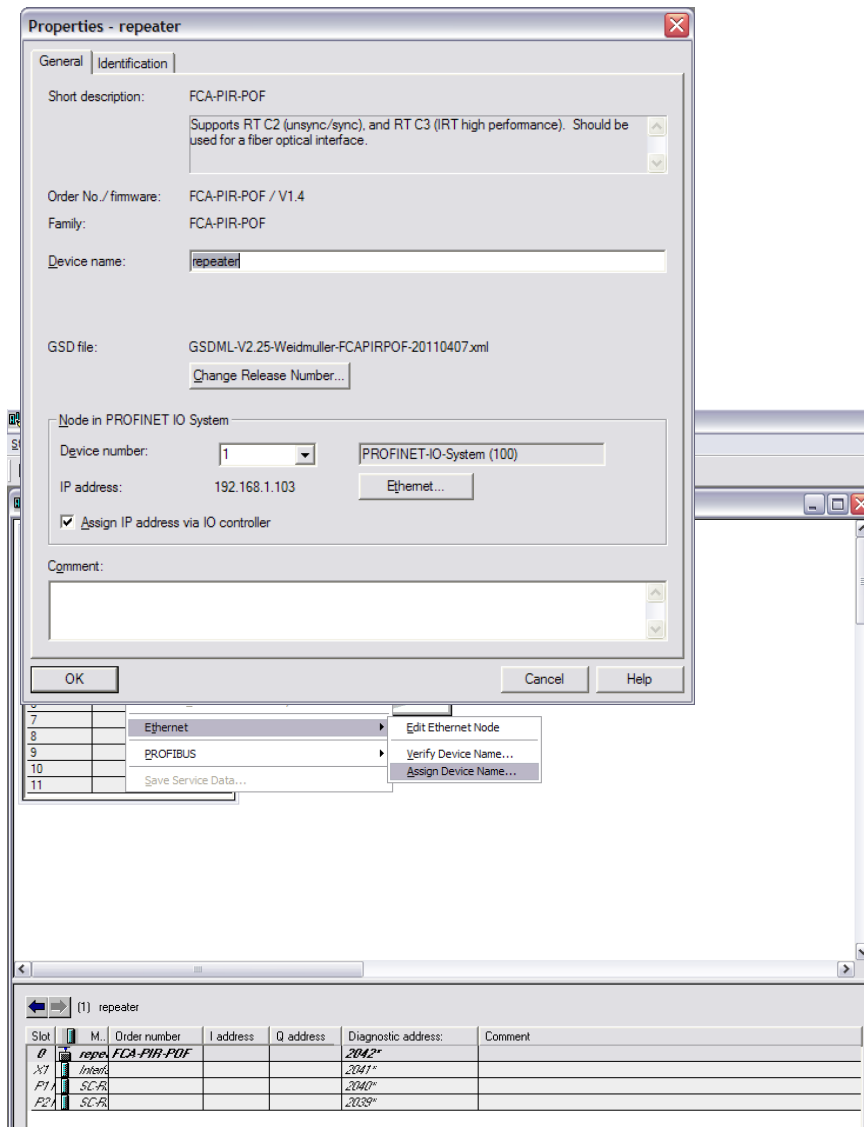 Properties - repeater
General Identification
Short description: FCA-PIR-POF
Supports RT C2 (unsync/sync), and RT C3 (IRT high performance). Should be
used for a fiber optical interface.
Order No./ firmware: FCA-PIR-POF / V1.4
Family: FCA-PIR-POF
Device name: repeater
GSD file: GSDML-V2.25-Weidmuller-FCAPIRPOF-20110407.xml
Change Release Number...
Node in PROFINET IO System
Device number: 1 PROFINET-IO-System (100)
IP address: 192.168.1.103 Ethernet...
Assign IP address via IO controller
Comment:
OK Cancel Help
7
8
9
10
11
Ethernet
PROFIBUS
Save Service Data...
Edit Ethernet Node
Verify Device Name...
Assign Device Name...
(1) repeater
Slot M.. Order number I address Q address Diagnostic address: Comment
0 repe FCA-PIR-POF 2042*
X1 Interf 2041*
P1 SC-R 2040*
P2 SC-R 2039*